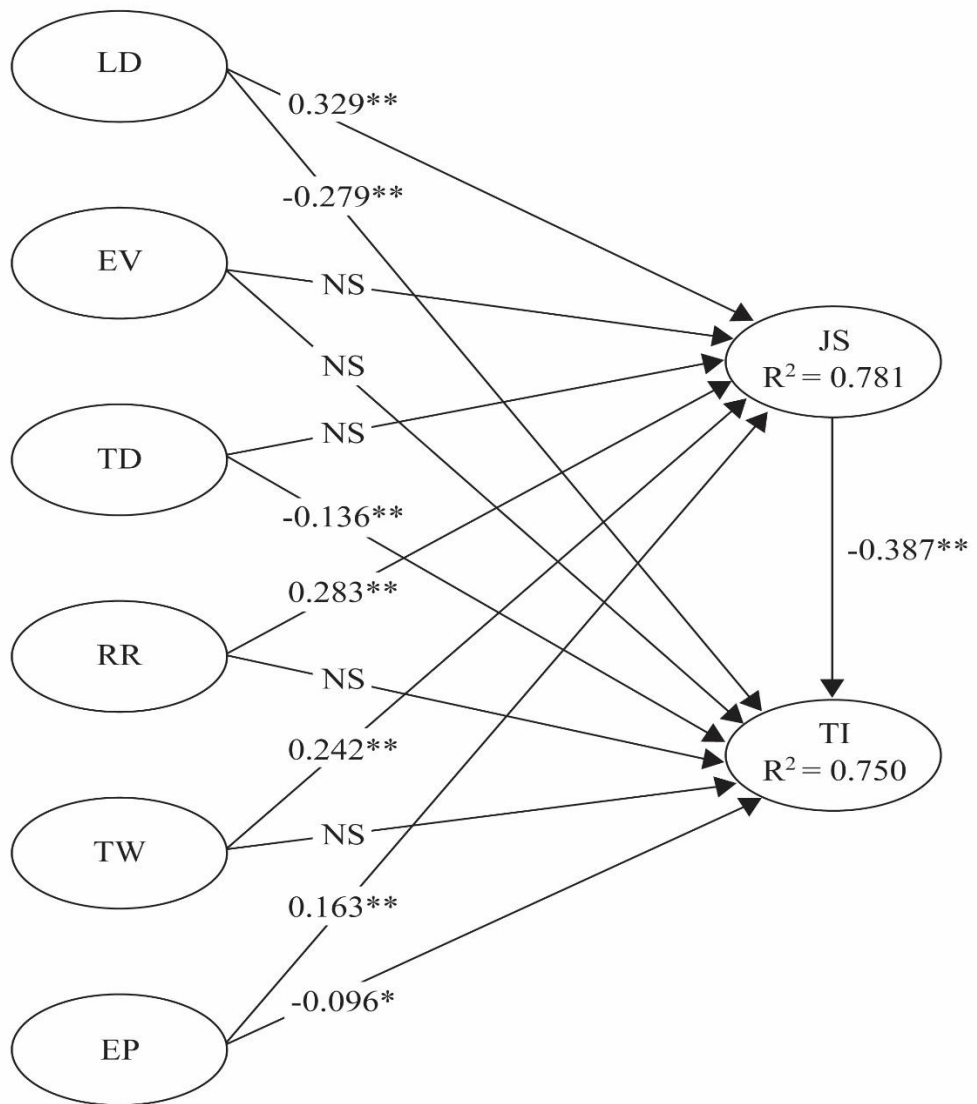 LD
0.329**
-0.279**
EV
NS
JS
R² = 0.781
NS
TD
NS
-0.136**
-0.387**
0.283**
RR
NS
TI
R² = 0.750
0.242**
TW
NS
0.163**
-0.096*
EP